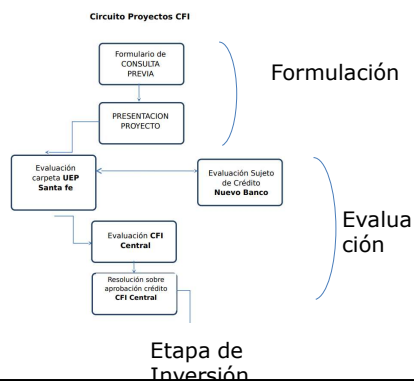 Circuito Proyectos CFI
Formulario de
CONSULTA
PREVIA
Formulación
PRESENTACION
PROYECTO
Evaluación
carpeta UEP
Santa fe
Evaluación Sujeto
de Crédito
Nuevo Banco
Evalua
ción
Evaluación CFI
Central
Resolución sobre
aprobación crédito
CFI Central
Etapa de
Inversión